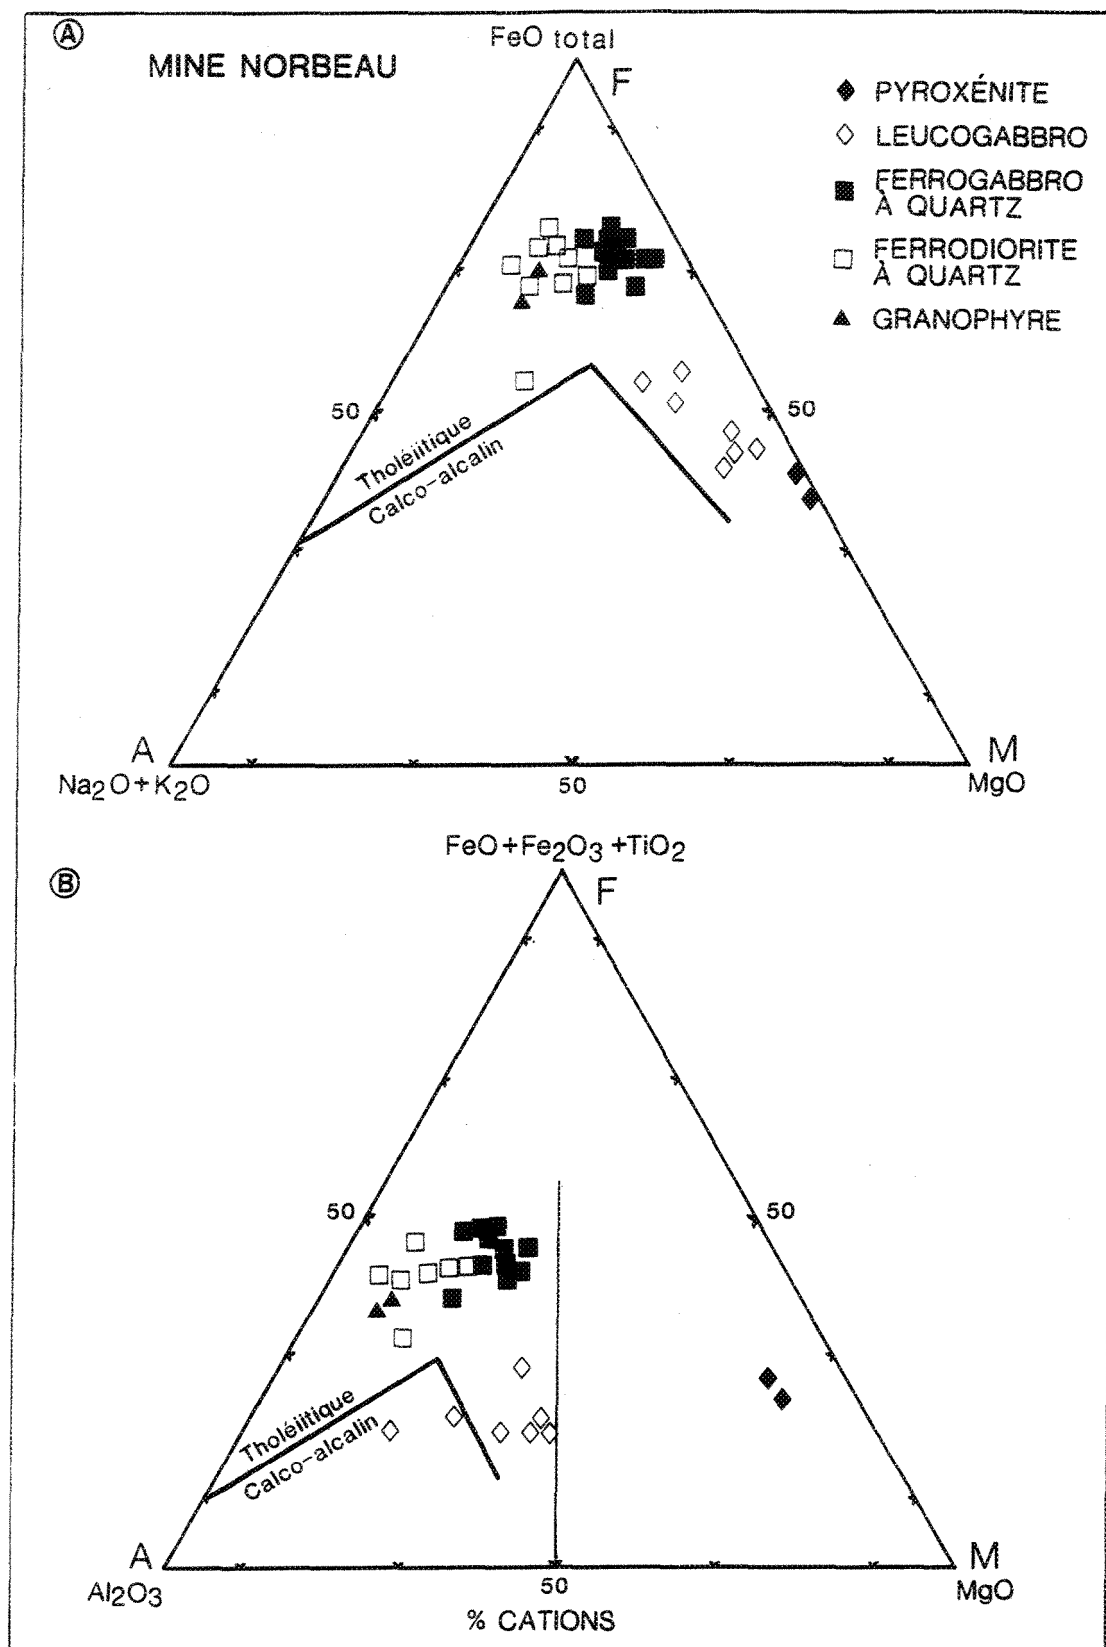 A
FeO total
MINE NORBEAU
F
PYROXÉNITE
LEUCOGABBRO
FERROGABBRO
À QUARTZ
FERRODIORITE
À QUARTZ
GRANOPHYRE
50
50
Tholéiitique
Calco-alcalin
A
M
Na2O+K2O
50
MgO
FeO+Fe2O3+TiO2
B
F
50
50
Tholéiitique
Calco-alcalin
A
M
Al2O3
50
MgO
% CATIONS